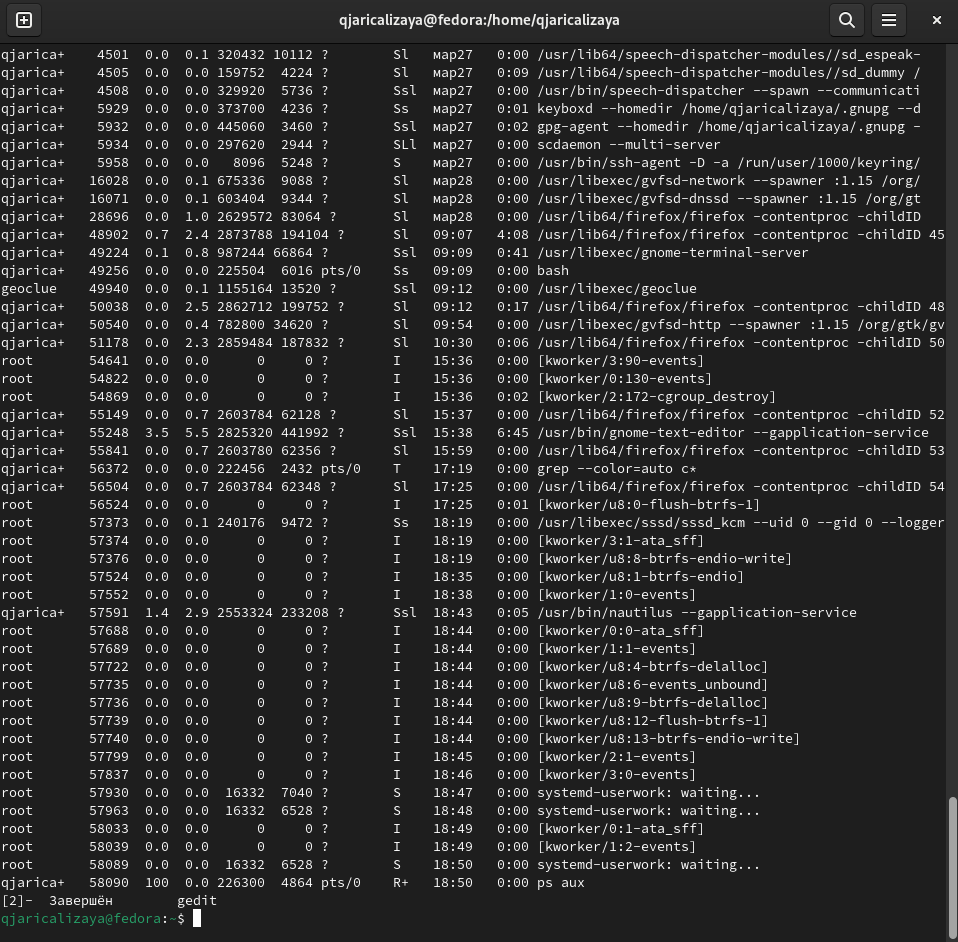 qjaricalizaya@fedora:/home/qjaricalizaya
qjarica+    4501  0.0  0.1 320432 10112 ?        Sl   мар27   0:00 /usr/lib64/speech-dispatcher-modules//sd_espeak-
qjarica+    4505  0.0  0.0 159752  4224 ?        Sl   мар27   0:09 /usr/lib64/speech-dispatcher-modules//sd_dummy /
qjarica+    4508  0.0  0.0 329920  5736 ?        Ssl  мар27   0:00 /usr/bin/speech-dispatcher --spawn --communicati
qjarica+    5929  0.0  0.0 373700  4236 ?        Ss   мар27   0:01 keyboxd --homedir /home/qjaricalizaya/.gnupg --d
qjarica+    5932  0.0  0.0 445060  3460 ?        Ssl  мар27   0:02 gpg-agent --homedir /home/qjaricalizaya/.gnupg -
qjarica+    5934  0.0  0.0 297620  2944 ?        SLl  мар27   0:00 scdaemon --multi-server
qjarica+    5958  0.0  0.0   8096  5248 ?        S    мар27   0:00 /usr/bin/ssh-agent -D -a /run/user/1000/keyring/
qjarica+   16028  0.0  0.1 675336  9088 ?        Sl   мар28   0:00 /usr/libexec/gvfsd-network --spawner :1.15 /org/
qjarica+   16071  0.0  0.1 603404  9344 ?        Sl   мар28   0:00 /usr/libexec/gvfsd-dnssd --spawner :1.15 /org/gt
qjarica+   28696  0.0  1.0 2629572 83064 ?       Sl   мар28   0:00 /usr/lib64/firefox/firefox -contentproc -childID
qjarica+   48902  0.7  2.4 2873788 194104 ?      Sl   09:07   4:08 /usr/lib64/firefox/firefox -contentproc -childID 45
qjarica+   49224  0.1  0.8 987244 66864 ?        Ssl  09:09   0:41 /usr/libexec/gnome-terminal-server
qjarica+   49256  0.0  0.0 225504  6016 pts/0    Ss   09:09   0:00 bash
geoclue    49940  0.0  0.1 1155164 13520 ?       Ssl  09:12   0:00 /usr/libexec/geoclue
qjarica+   50038  0.0  2.5 2862712 199752 ?      Sl   09:12   0:17 /usr/lib64/firefox/firefox -contentproc -childID 48
qjarica+   50540  0.0  0.4 782800 34620 ?        Sl   09:54   0:00 /usr/libexec/gvfsd-http --spawner :1.15 /org/gtk/gv
qjarica+   51178  0.0  2.3 2859484 187832 ?      Sl   10:30   0:06 /usr/lib64/firefox/firefox -contentproc -childID 50
root       54641  0.0  0.0      0     0 ?        I    15:36   0:00 [kworker/3:90-events]
root       54822  0.0  0.0      0     0 ?        I    15:36   0:00 [kworker/0:130-events]
root       54869  0.0  0.0      0     0 ?        I    15:36   0:02 [kworker/2:172-cgroup_destroy]
qjarica+   55149  0.0  0.7 2603784 62128 ?       Sl   15:37   0:00 /usr/lib64/firefox/firefox -contentproc -childID 52
qjarica+   55248  3.5  5.5 2825320 441992 ?      Ssl  15:38   6:45 /usr/bin/gnome-text-editor --gapplication-service
qjarica+   55841  0.0  0.7 2603780 62356 ?       Sl   15:59   0:00 /usr/lib64/firefox/firefox -contentproc -childID 53
qjarica+   56372  0.0  0.0 222456  2432 pts/0    T    17:19   0:00 grep --color=auto c*
qjarica+   56504  0.0  0.7 2603784 62348 ?       Sl   17:25   0:00 /usr/lib64/firefox/firefox -contentproc -childID 54
root       56524  0.0  0.0      0     0 ?        I    17:25   0:01 [kworker/u8:0-flush-btrfs-1]
root       57373  0.0  0.1 240176  9472 ?        Ss   18:19   0:00 /usr/libexec/sssd/sssd_kcm --uid 0 --gid 0 --logger
root       57374  0.0  0.0      0     0 ?        I    18:19   0:00 [kworker/3:1-ata_sff]
root       57376  0.0  0.0      0     0 ?        I    18:19   0:00 [kworker/u8:8-btrfs-endio-write]
root       57524  0.0  0.0      0     0 ?        I    18:35   0:00 [kworker/u8:1-btrfs-endio]
root       57552  0.0  0.0      0     0 ?        I    18:38   0:00 [kworker/1:0-events]
qjarica+   57591  1.4  2.9 2553324 233208 ?      Ssl  18:43   0:05 /usr/bin/nautilus --gapplication-service
root       57688  0.0  0.0      0     0 ?        I    18:44   0:00 [kworker/0:0-ata_sff]
root       57689  0.0  0.0      0     0 ?        I    18:44   0:00 [kworker/1:1-events]
root       57722  0.0  0.0      0     0 ?        I    18:44   0:00 [kworker/u8:4-btrfs-delalloc]
root       57735  0.0  0.0      0     0 ?        I    18:44   0:00 [kworker/u8:6-events_unbound]
root       57736  0.0  0.0      0     0 ?        I    18:44   0:00 [kworker/u8:9-btrfs-delalloc]
root       57739  0.0  0.0      0     0 ?        I    18:44   0:00 [kworker/u8:12-flush-btrfs-1]
root       57740  0.0  0.0      0     0 ?        I    18:44   0:00 [kworker/u8:13-btrfs-endio-write]
root       57799  0.0  0.0      0     0 ?        I    18:45   0:00 [kworker/2:1-events]
root       57837  0.0  0.0      0     0 ?        I    18:46   0:00 [kworker/3:0-events]
root       57930  0.0  0.0  16332  7040 ?        S    18:47   0:00 systemd-userwork: waiting...
root       57963  0.0  0.0  16332  6528 ?        S    18:48   0:00 systemd-userwork: waiting...
root       58033  0.0  0.0      0     0 ?        I    18:49   0:00 [kworker/0:1-ata_sff]
root       58039  0.0  0.0      0     0 ?        I    18:49   0:00 [kworker/1:2-events]
root       58089  0.0  0.0  16332  6528 ?        S    18:50   0:00 systemd-userwork: waiting...
qjarica+   58090  100  0.0 226300  4864 pts/0    R+   18:50   0:00 ps aux
[2]-  Завершён        gedit
qjaricalizaya@fedora:~$